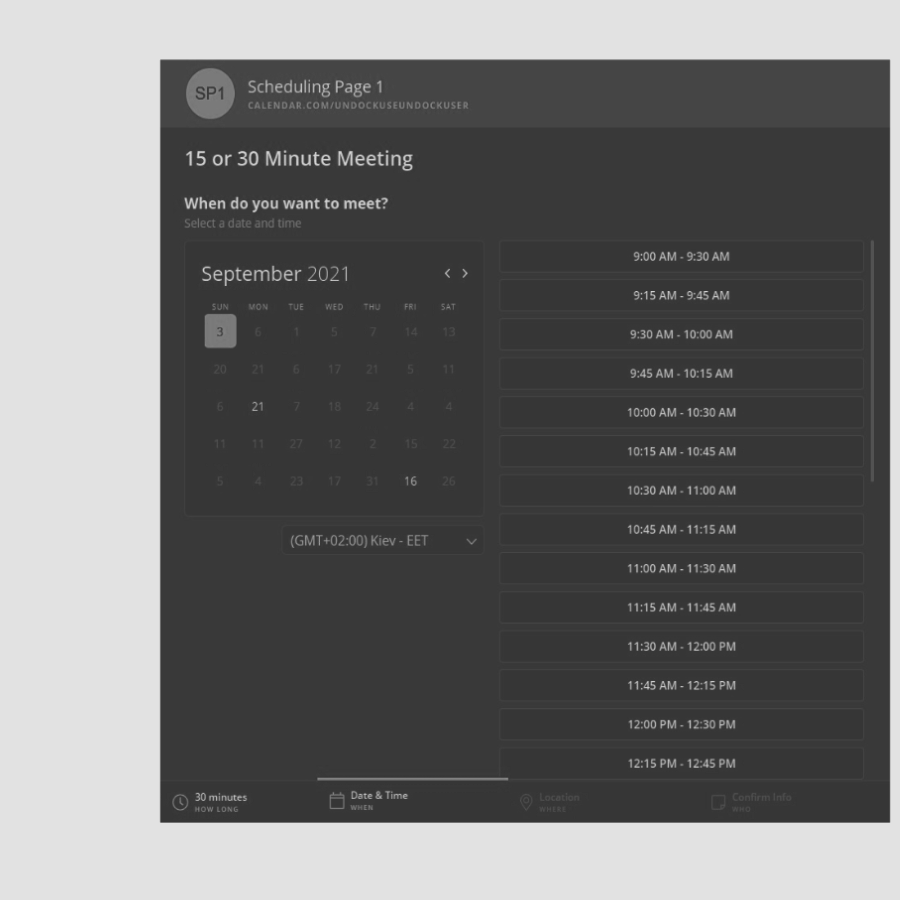 SP1
Scheduling Page 1
CALENDAR.COM/UNDOCKUSEUNDOCKUSER
15 or 30 Minute Meeting
When do you want to meet?
Select a date and time
September 2021
SUN MON TUE WED THU FRI SAT
3 6 1 5 7 14 13
20 21 6 17 21 5 11
6 21 7 18 24 4 4
11 11 27 12 2 15 22
5 4 23 17 31 16 26
(GMT+02:00) Kiev - EET
9:00 AM - 9:30 AM
9:15 AM - 9:45 AM
9:30 AM - 10:00 AM
9:45 AM - 10:15 AM
10:00 AM - 10:30 AM
10:15 AM - 10:45 AM
10:30 AM - 11:00 AM
10:45 AM - 11:15 AM
11:00 AM - 11:30 AM
11:15 AM - 11:45 AM
11:30 AM - 12:00 PM
11:45 AM - 12:15 PM
12:00 PM - 12:30 PM
12:15 PM - 12:45 PM
30 minutes
HOW LONG
Date & Time
WHEN
Location
WHERE
Confirm Info
WHO